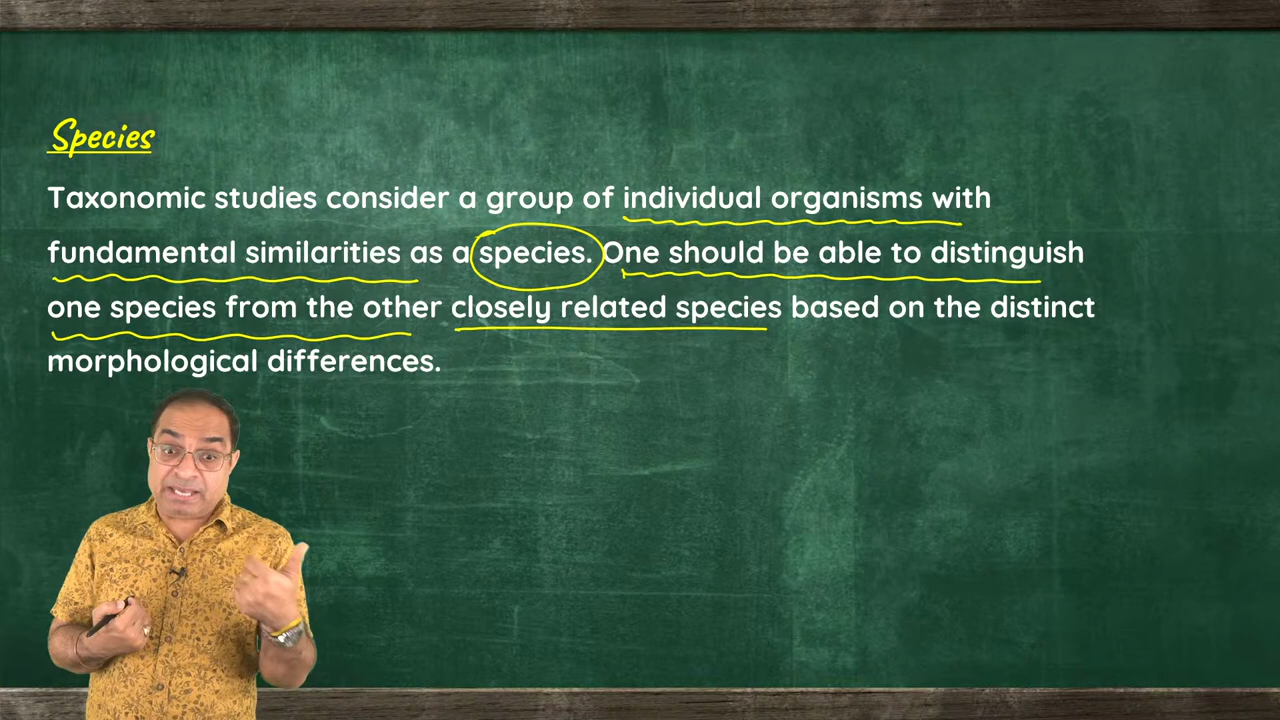 Species
Taxonomic studies consider a group of individual organisms with
fundamental similarities as a species. One should be able to distinguish
one species from the other closely related species based on the distinct
morphological differences.